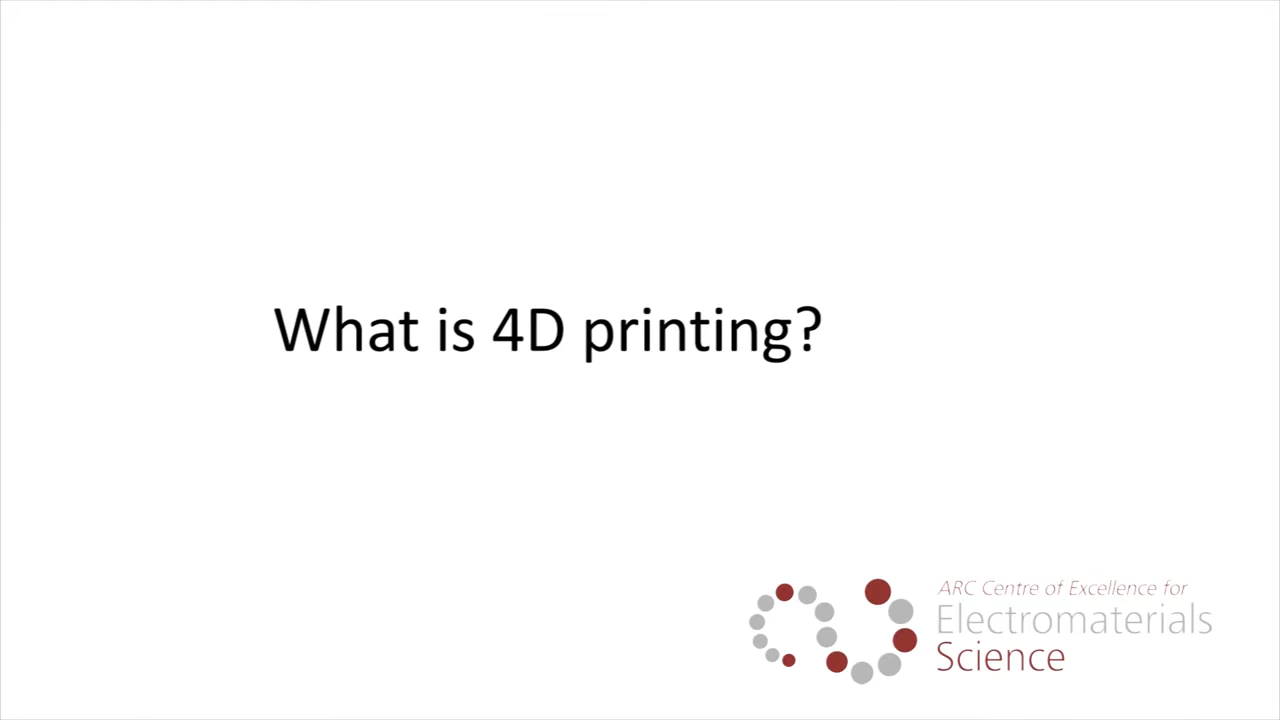 What is 4D printing?
ARC Centre of Excellence for
Electromaterials
Science